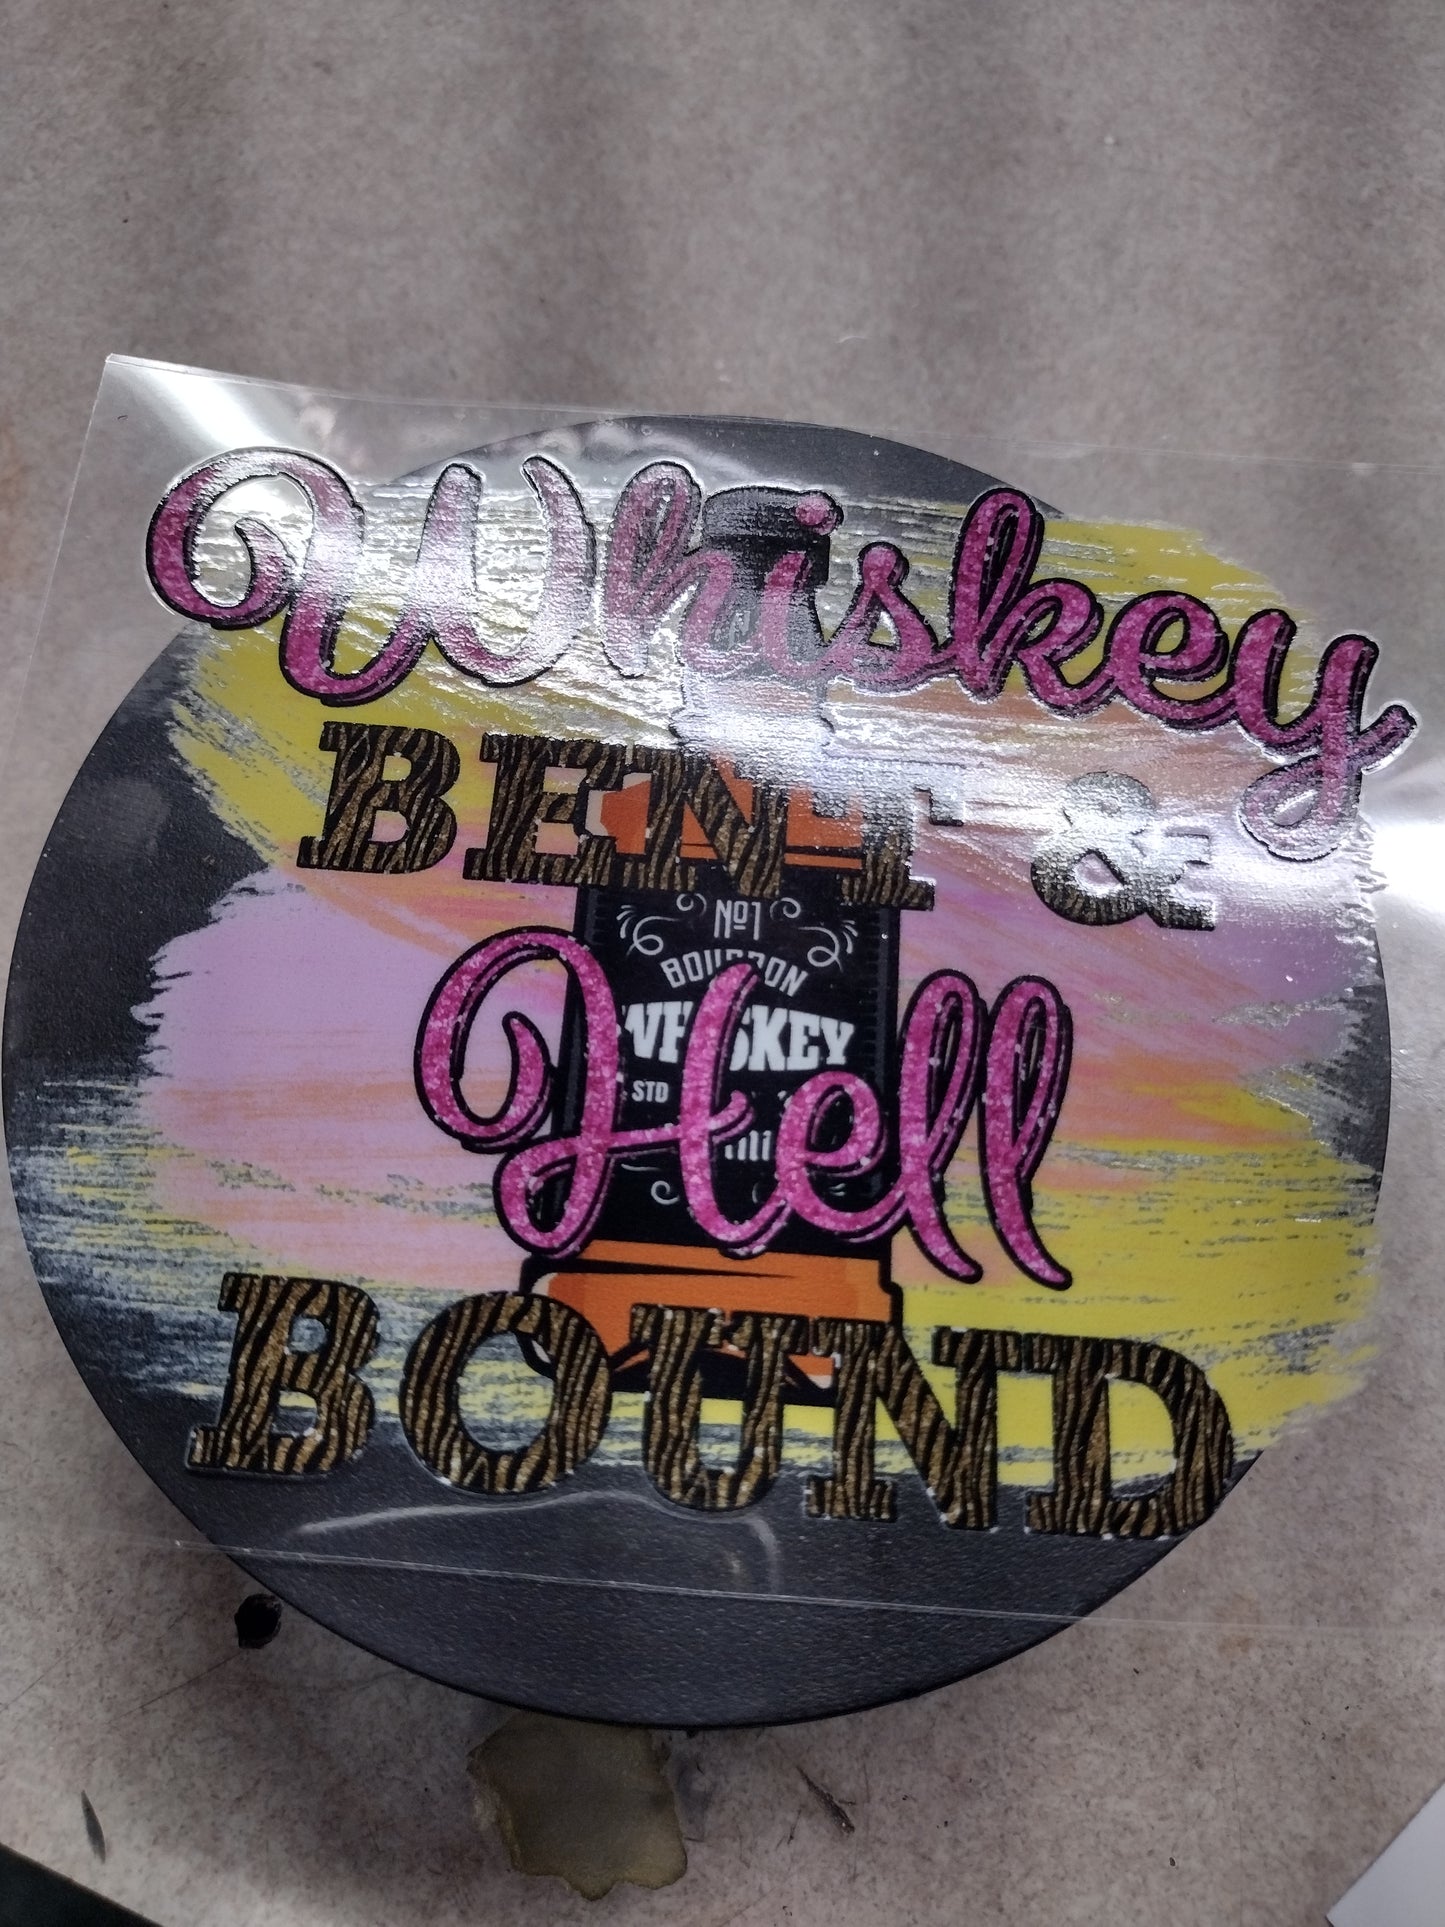 Whiskey
BENT &
Nº1
BOURBON
WHISKEY
STD
Hell
BOUND